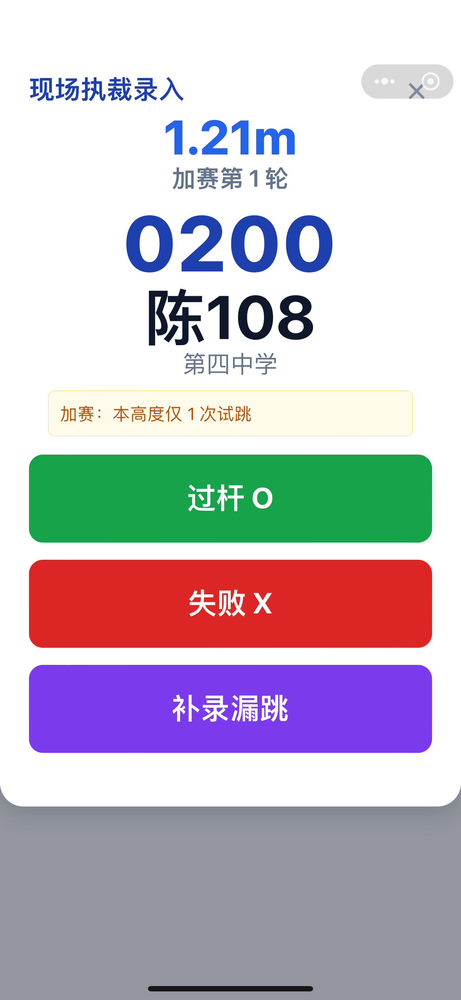 现场执裁录入
1.21m
加赛第 1 轮
0200
陈108
第四中学
加赛：本高度仅 1 次试跳
过杆 O
失败 X
补录漏跳